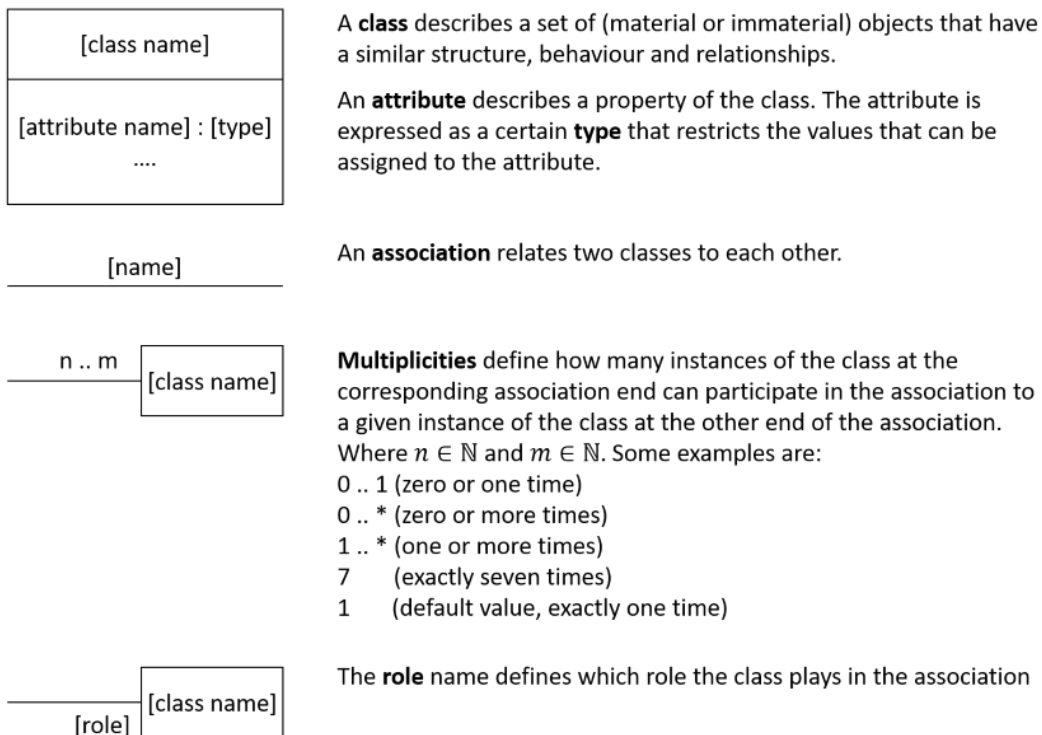 [class name]
[attribute name] : [type]
....
A class describes a set of (material or immaterial) objects that have
a similar structure, behaviour and relationships.
An attribute describes a property of the class. The attribute is
expressed as a certain type that restricts the values that can be
assigned to the attribute.
[name]
An association relates two classes to each other.
n .. m
[class name]
Multiplicities define how many instances of the class at the
corresponding association end can participate in the association to
a given instance of the class at the other end of the association.
Where n ∈ ℕ and m ∈ ℕ. Some examples are:
0 .. 1 (zero or one time)
0 .. * (zero or more times)
1 .. * (one or more times)
7 (exactly seven times)
1 (default value, exactly one time)
[class name]
[role]
The role name defines which role the class plays in the association